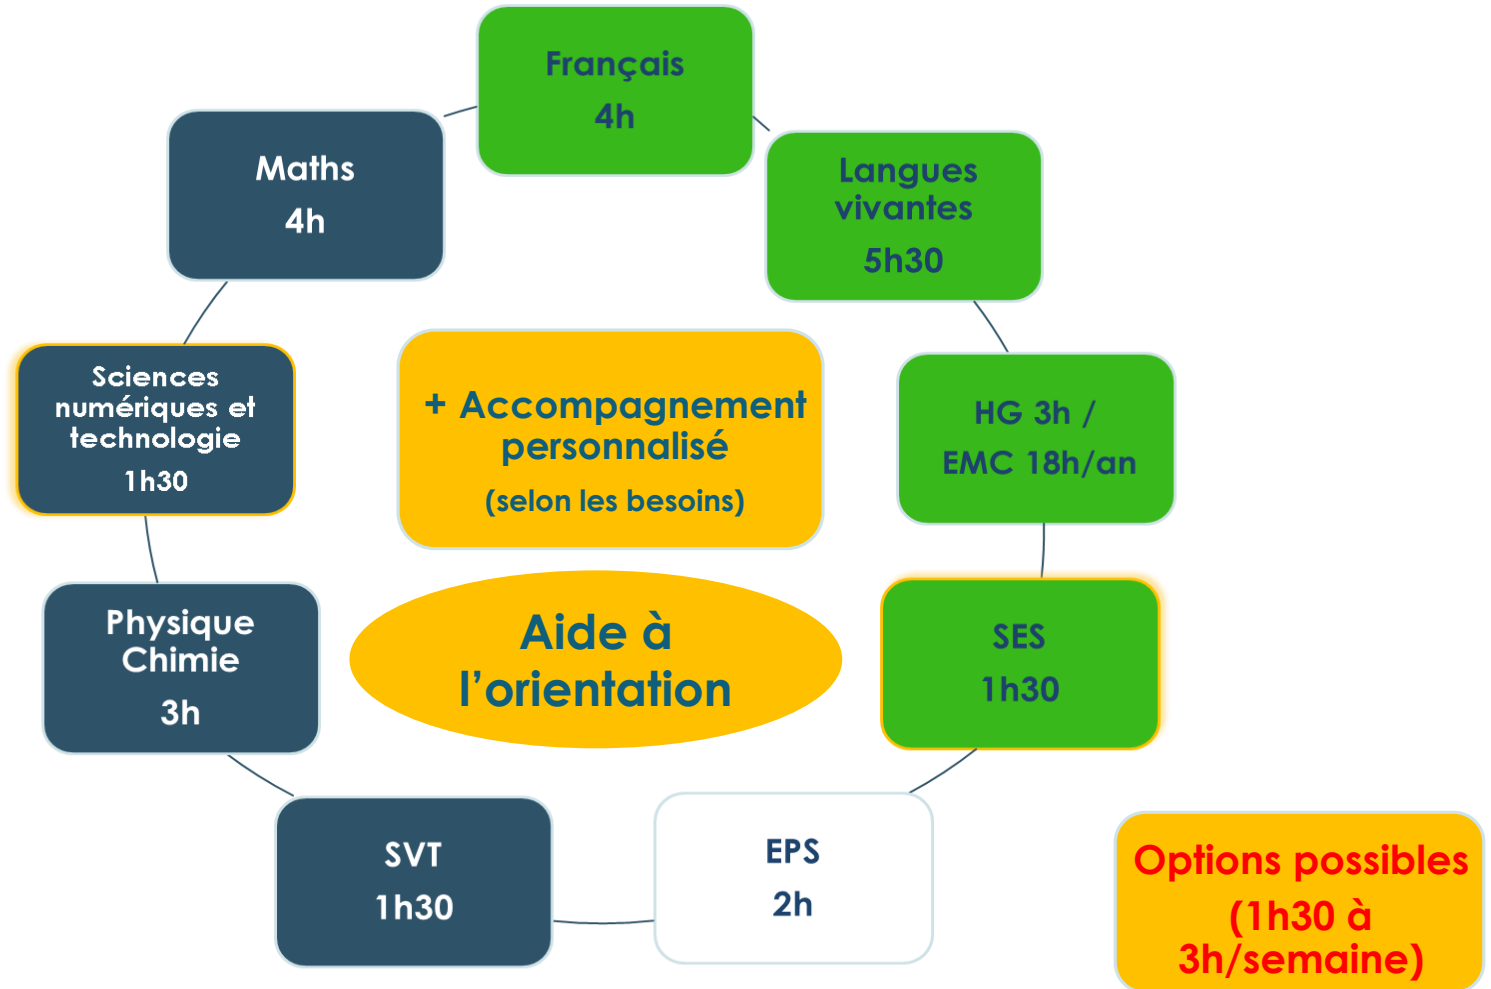 Français
4h
Maths
4h
Langues
vivantes
5h30
Sciences
numériques et
technologie
1h30
+ Accompagnement
personnalisé
(selon les besoins)
HG 3h /
EMC 18h/an
Physique
Chimie
3h
Aide à
l’orientation
SES
1h30
SVT
1h30
EPS
2h
Options possibles
(1h30 à
3h/semaine)